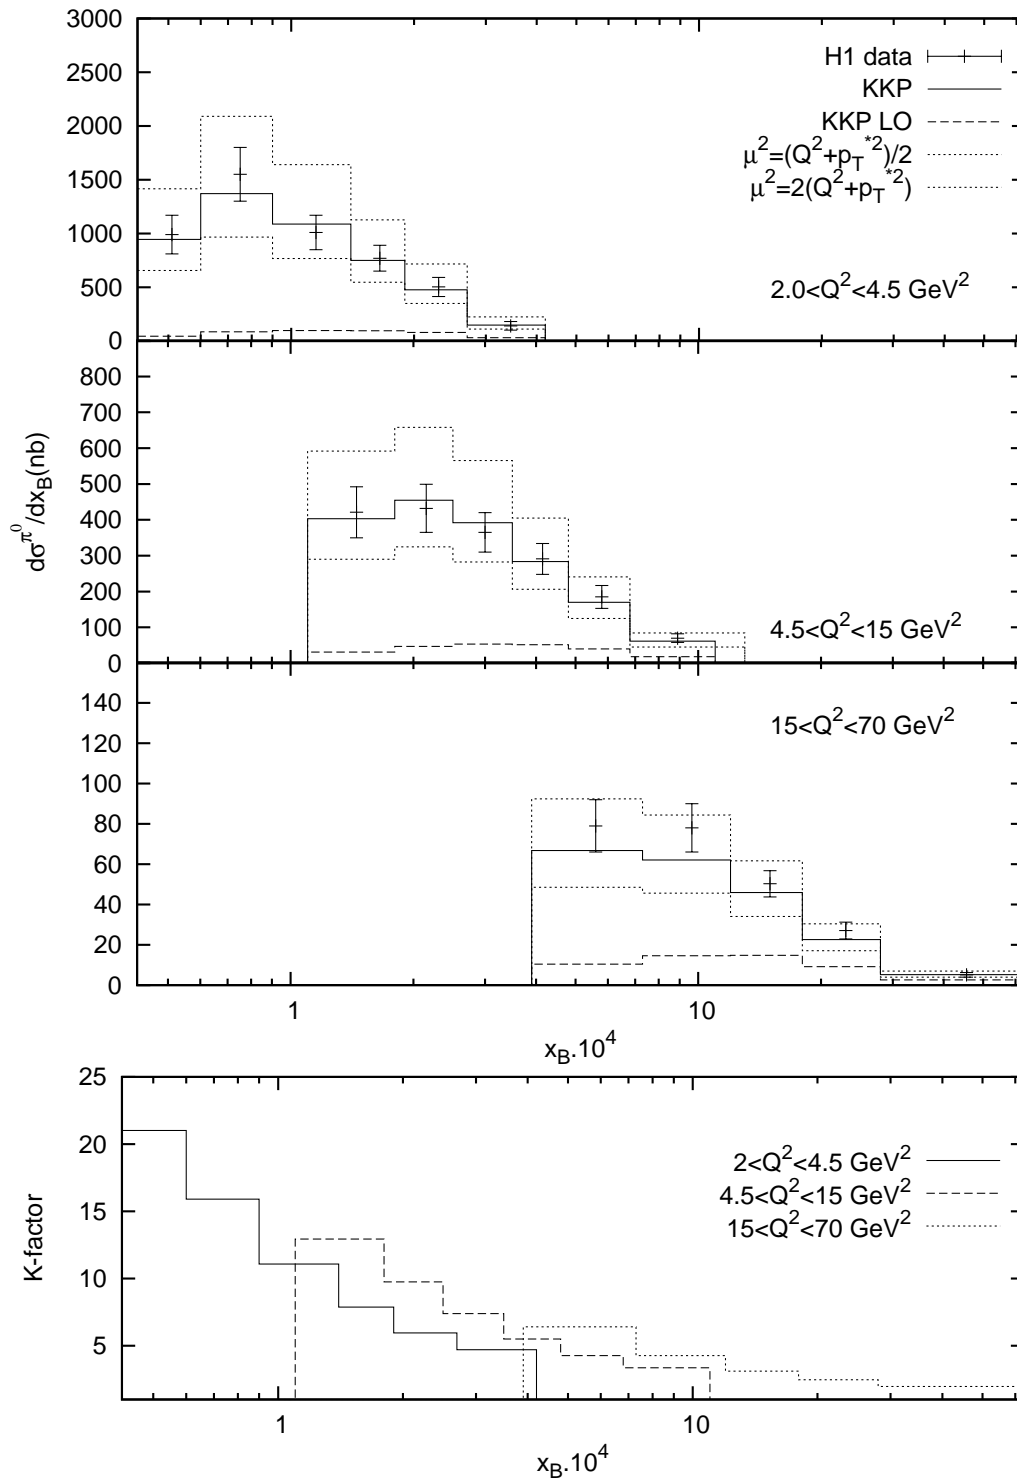 3000
2500
2000
1500
1000
500
0
H1 data
KKP
KKP LO
μ²=(Q²+p_T*²)/2
μ²=2(Q²+p_T*²)
2.0<Q²<4.5 GeV²
800
700
600
500
400
300
200
100
0
dσ^π⁰/dx_B(nb)
4.5<Q²<15 GeV²
140
120
100
80
60
40
20
0
15<Q²<70 GeV²
1 10
x_B.10⁴
25
20
15
10
5
K-factor
2<Q²<4.5 GeV²
4.5<Q²<15 GeV²
15<Q²<70 GeV²
1 10
x_B.10⁴